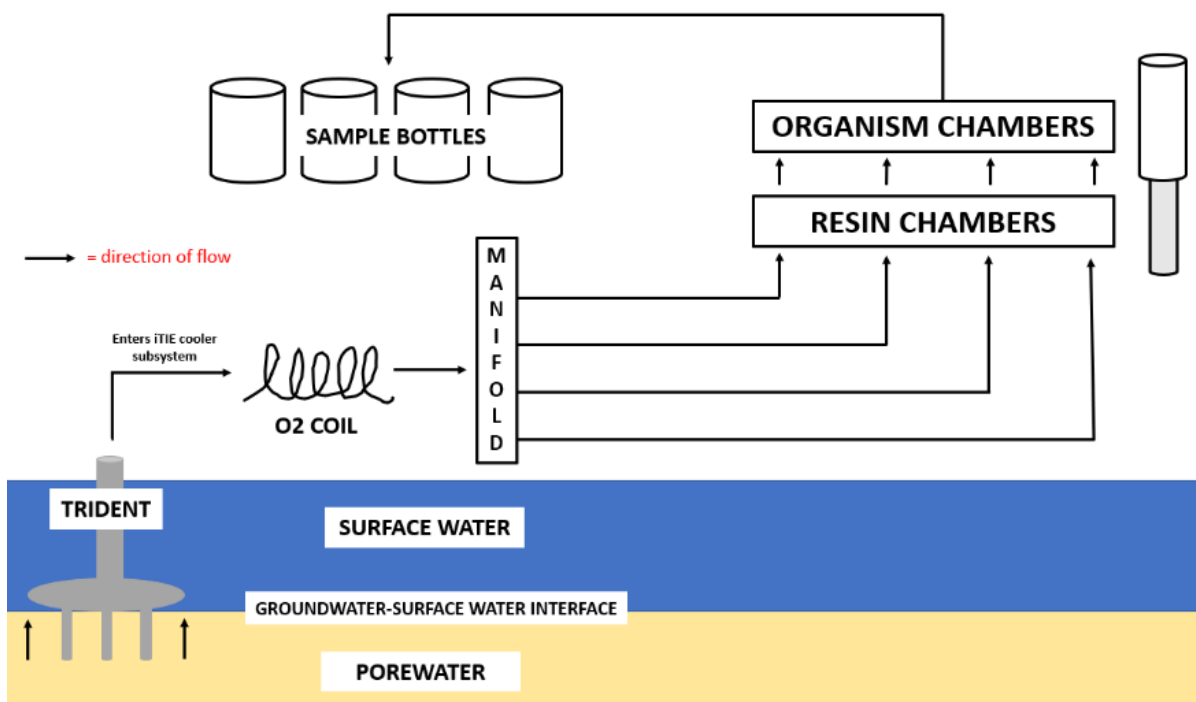 SAMPLE BOTTLES
ORGANISM CHAMBERS
RESIN CHAMBERS
= direction of flow
MANIFOLD
Enters iTIE cooler
subsystem
O2 COIL
TRIDENT
SURFACE WATER
GROUNDWATER-SURFACE WATER INTERFACE
POREWATER